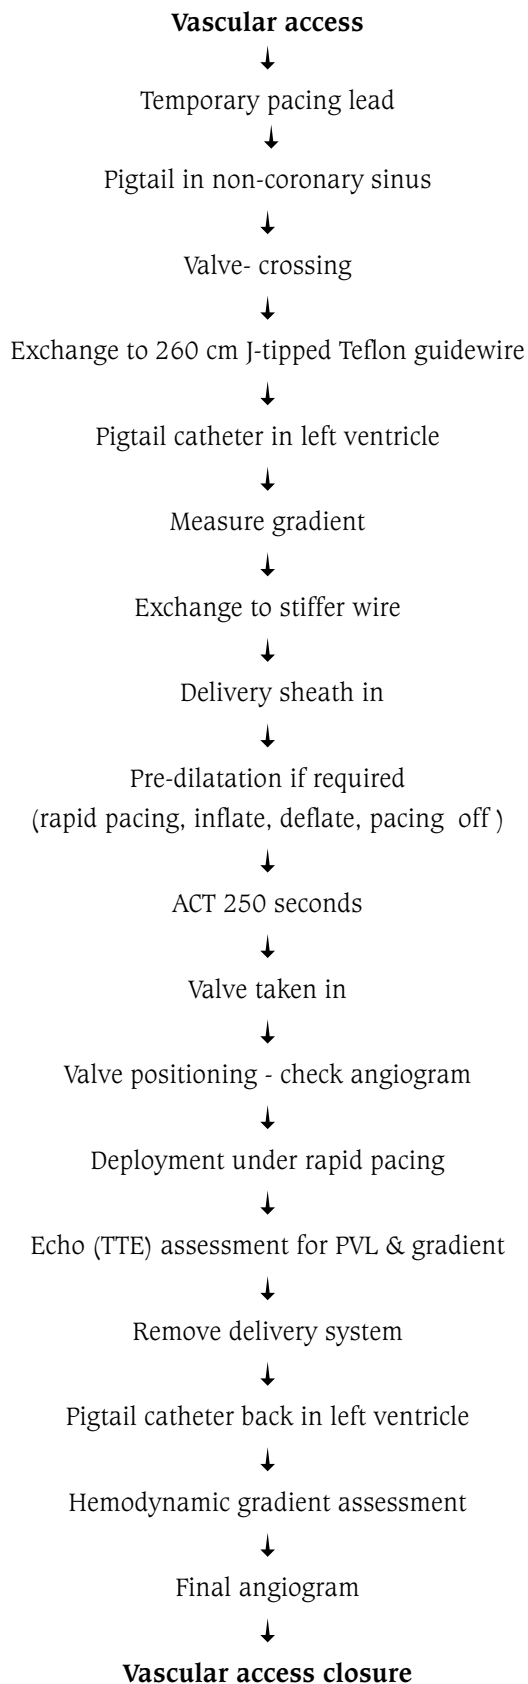 Vascular access
Temporary pacing lead
Pigtail in non-coronary sinus
Valve- crossing
Exchange to 260 cm J-tipped Teflon guidewire
Pigtail catheter in left ventricle
Measure gradient
Exchange to stiffer wire
Delivery sheath in
Pre-dilatation if required
(rapid pacing, inflate, deflate, pacing off )
ACT 250 seconds
Valve taken in
Valve positioning - check angiogram
Deployment under rapid pacing
Echo (TTE) assessment for PVL & gradient
Remove delivery system
Pigtail catheter back in left ventricle
Hemodynamic gradient assessment
Final angiogram
Vascular access closure